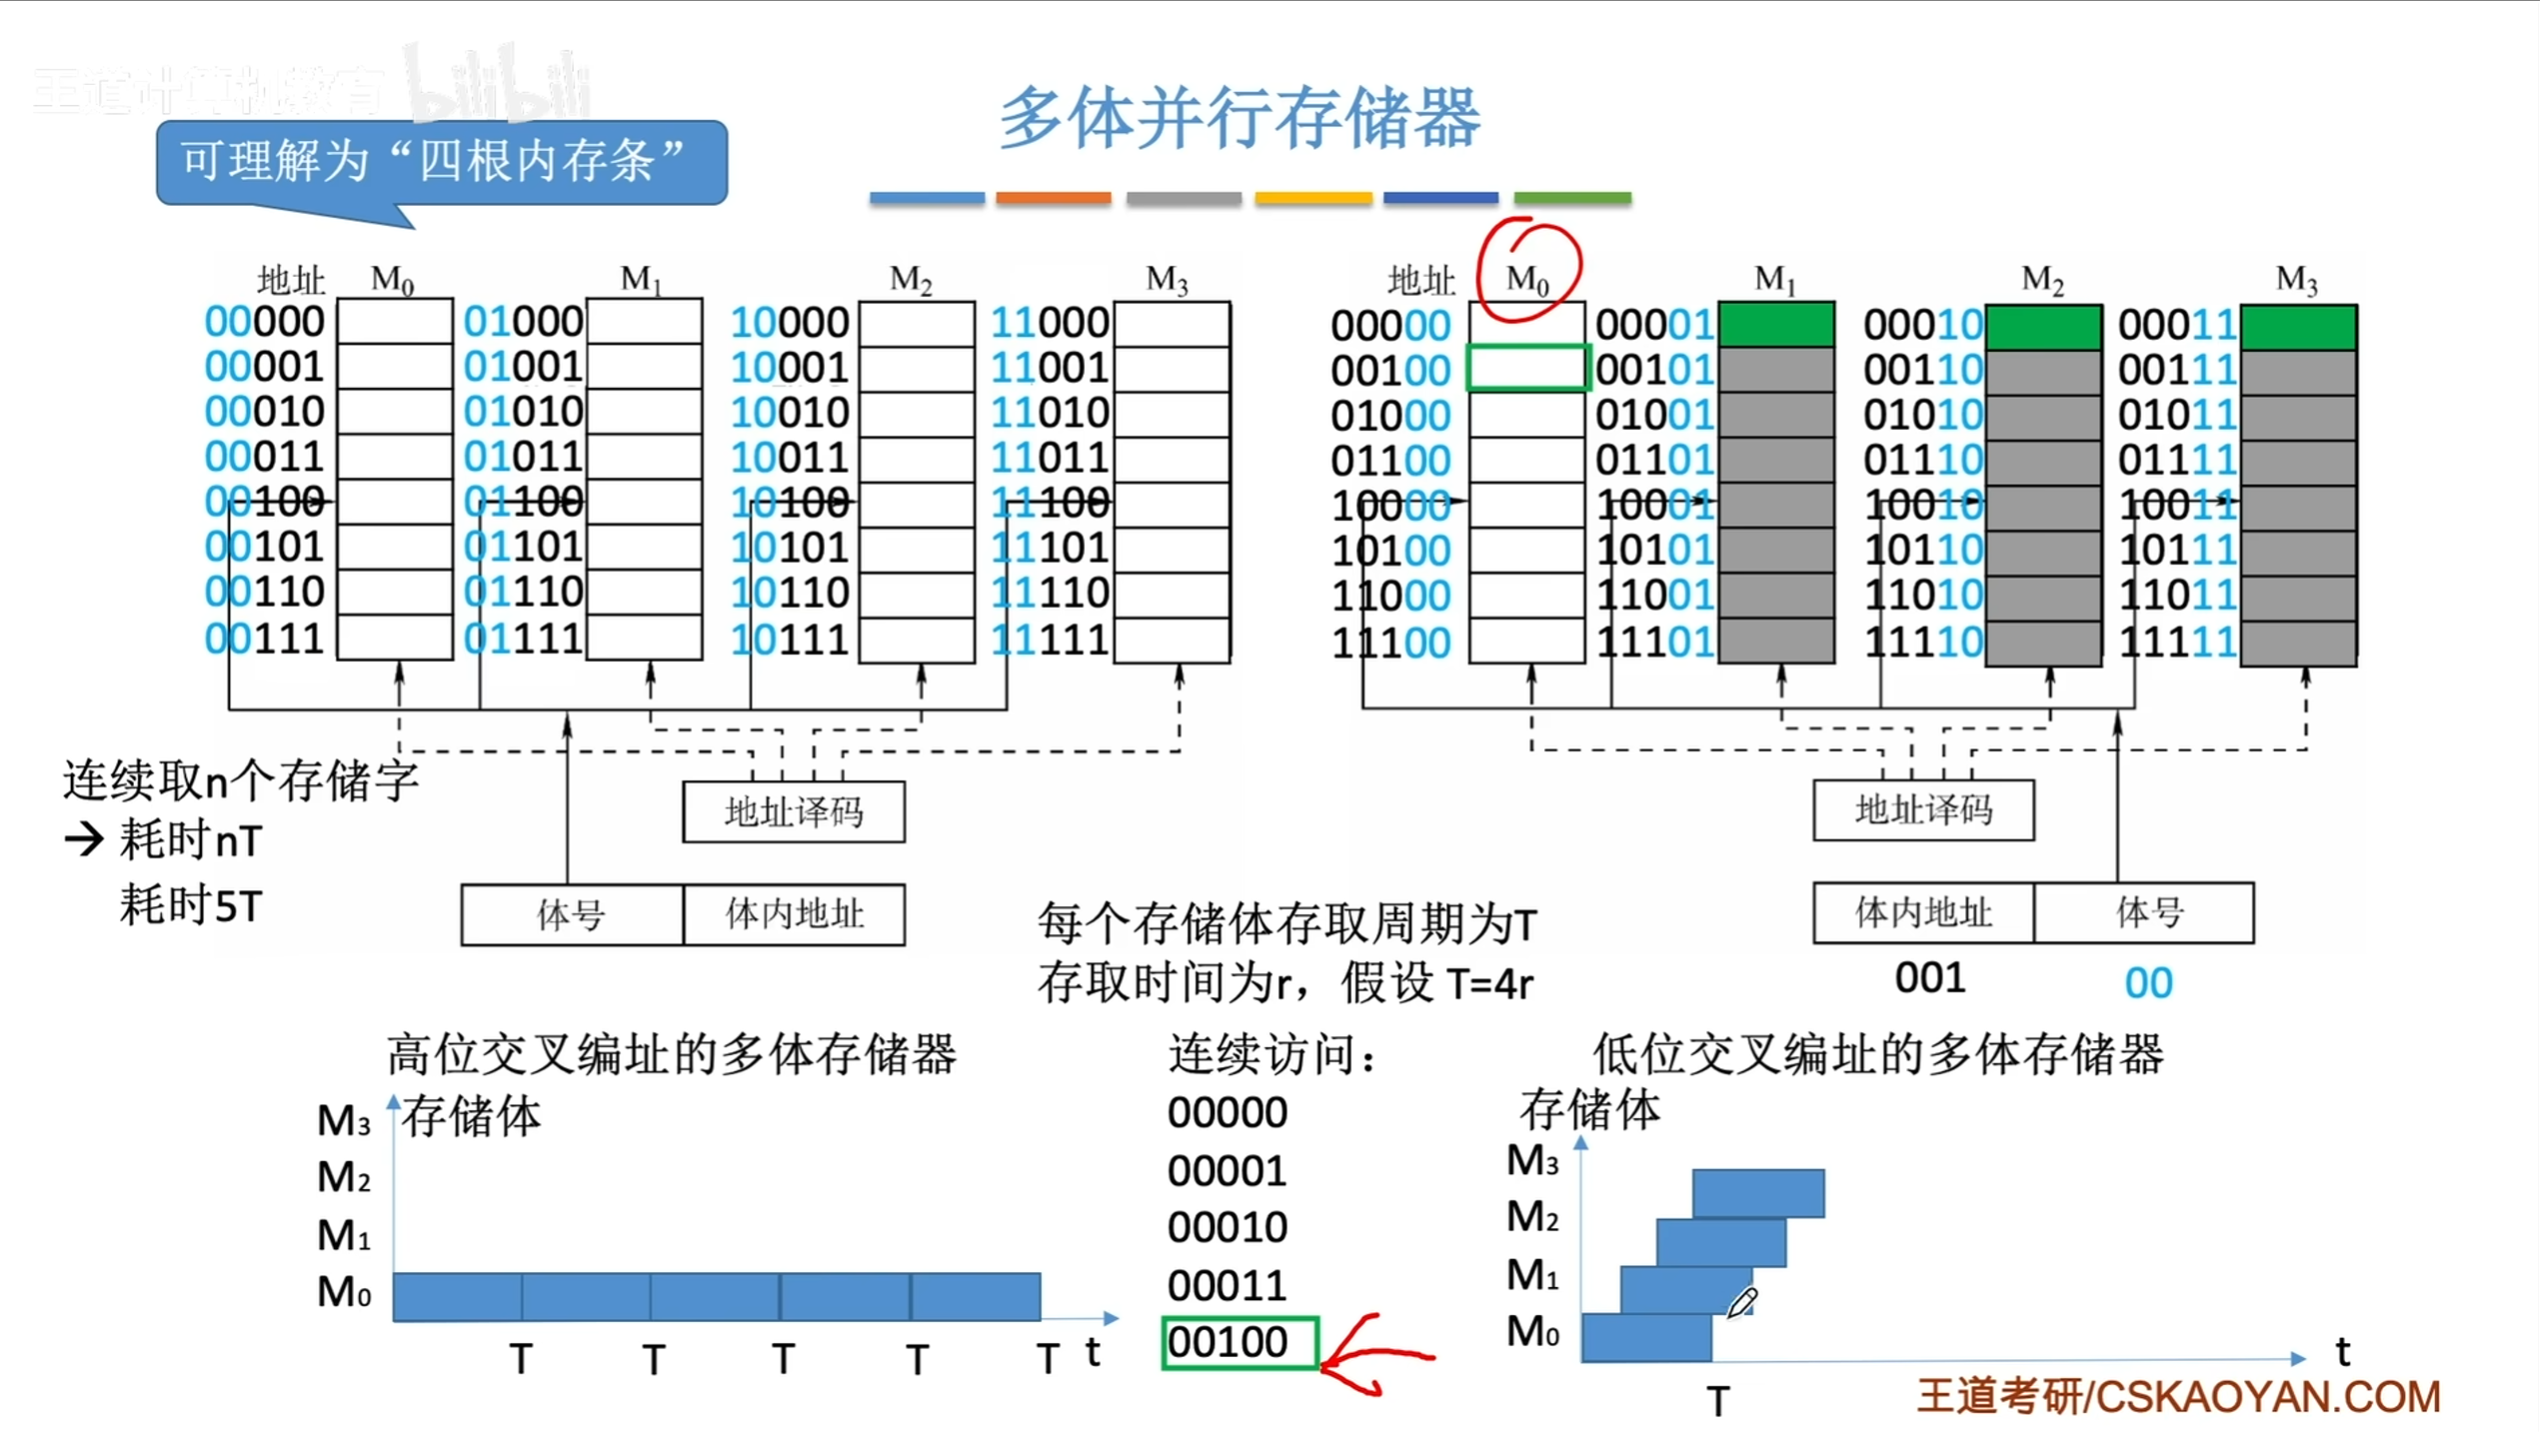 王道计算机教育 bilibili
多体并行存储器
可理解为“四根内存条”
地址 M0 M1 M2 M3
00000 01000 10000 11000
00001 01001 10001 11001
00010 01010 10010 11010
00011 01011 10011 11011
00100 01100 10100 11100
00101 01101 10101 11101
00110 01110 10110 11110
00111 01111 10111 11111
地址译码
体号 体内地址
连续取n个存储字
→ 耗时nT
耗时5T
地址 M0 M1 M2 M3
00000 00001 00010 00011
00100 00101 00110 00111
01000 01001 01010 01011
01100 01101 01110 01111
10000 10001 10010 10011
10100 10101 10110 10111
11000 11001 11010 11011
11100 11101 11110 11111
地址译码
体内地址 体号
001 00
每个存储体存取周期为T
存取时间为r，假设 T=4r
高位交叉编址的多体存储器
存储体
M3
M2
M1
M0
T T T T T t
连续访问：
00000
00001
00010
00011
00100
低位交叉编址的多体存储器
存储体
M3
M2
M1
M0
T t
王道考研/CSKAOYAN.COM